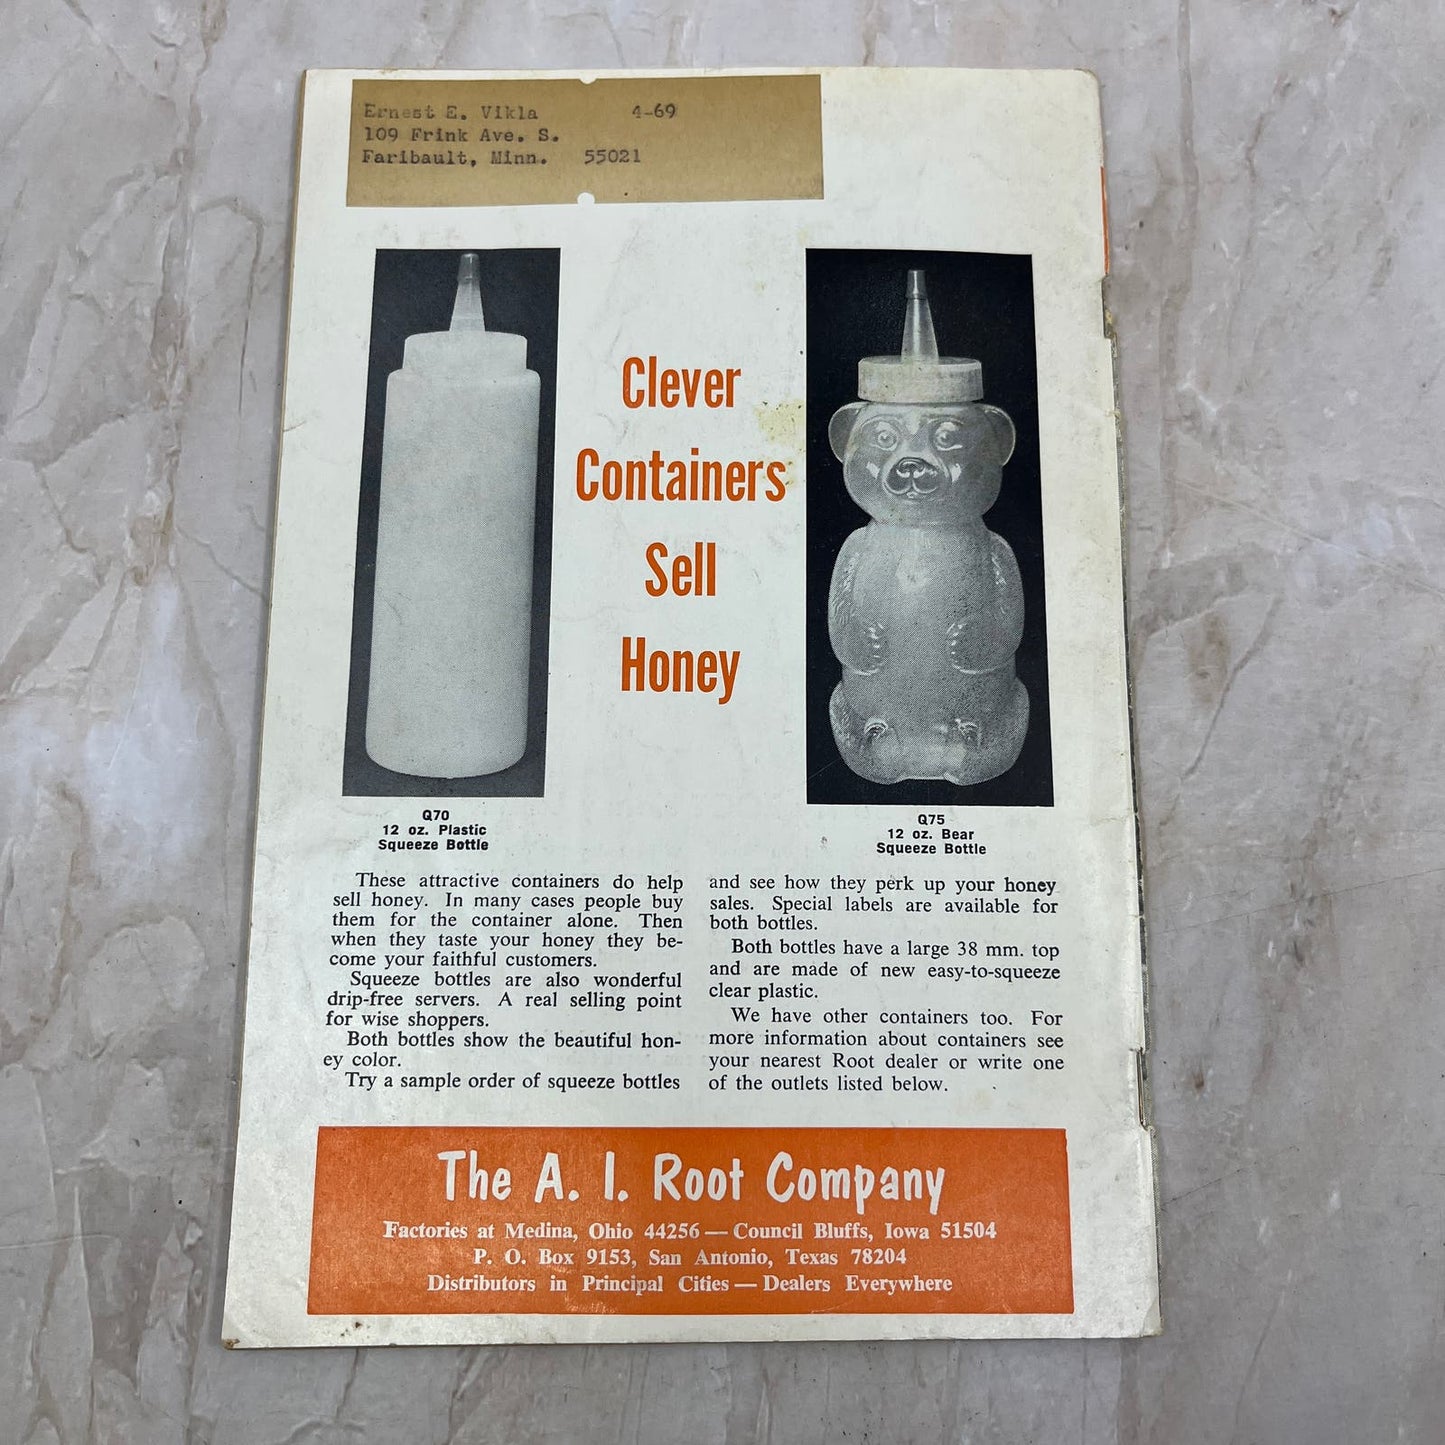 Ernest E. Vikla 4-69
109 Frink Ave. S.
Faribault, Minn. 55021
Clever
Containers
Sell
Honey
Q70
12 oz. Plastic
Squeeze Bottle
Q75
12 oz. Bear
Squeeze Bottle
These attractive containers do help
sell honey. In many cases people buy
them for the container alone. Then
when they taste your honey they be-
come your faithful customers.
Squeeze bottles are also wonderful
drip-free servers. A real selling point
for wise shoppers.
Both bottles show the beautiful hon-
ey color.
Try a sample order of squeeze bottles
and see how they perk up your honey
sales. Special labels are available for
both bottles.
Both bottles have a large 38 mm. top
and are made of new easy-to-squeeze
clear plastic.
We have other containers too. For
more information about containers see
your nearest Root dealer or write one
of the outlets listed below.
The A. I. Root Company
Factories at Medina, Ohio 44256 — Council Bluffs, Iowa 51504
P. O. Box 9153, San Antonio, Texas 78204
Distributors in Principal Cities — Dealers Everywhere